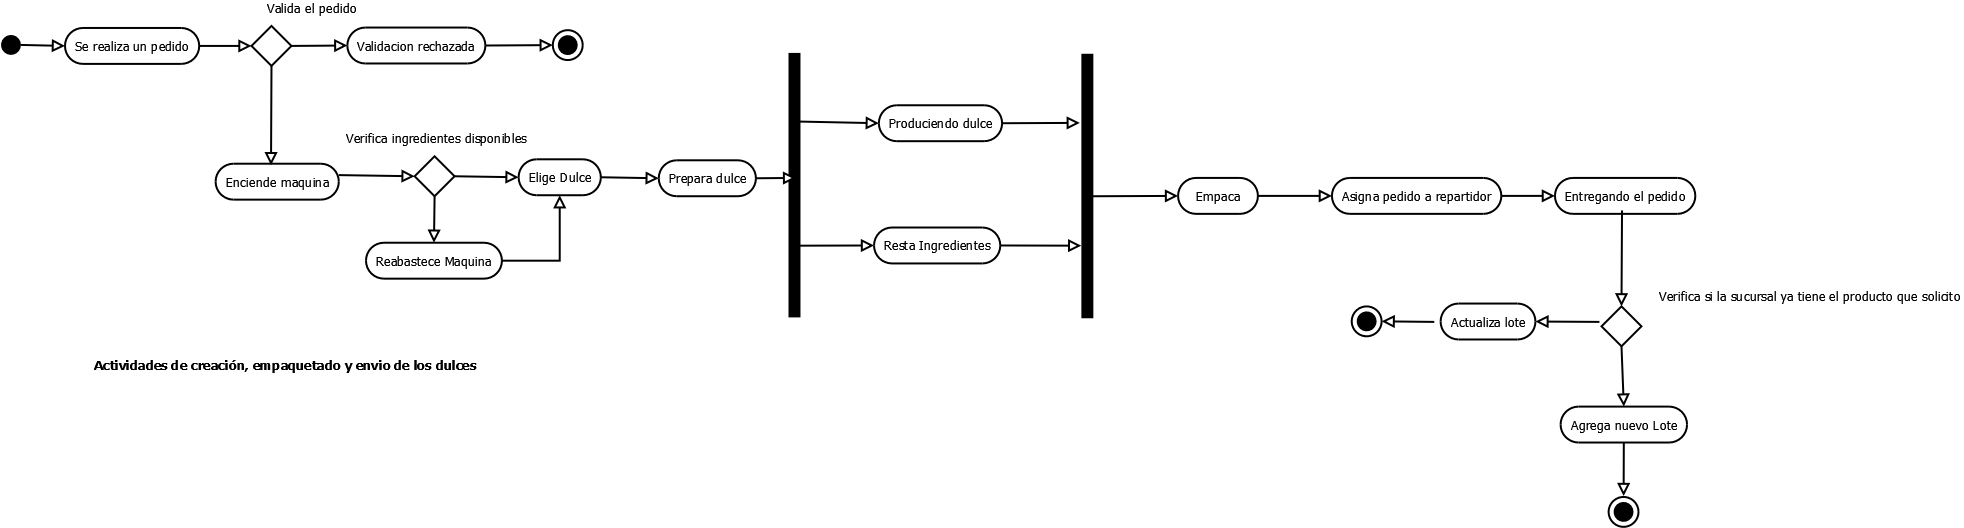 Valida el pedido
Se realiza un pedido
Validacion rechazada
Verifica ingredientes disponibles
Enciende maquina
Elige Dulce
Prepara dulce
Reabastece Maquina
Produciendo dulce
Resta Ingredientes
Empaca
Asigna pedido a repartidor
Entregando el pedido
Verifica si la sucursal ya tiene el producto que solicito
Actualiza lote
Agrega nuevo Lote
Actividades de creación, empaquetado y envio de los dulces